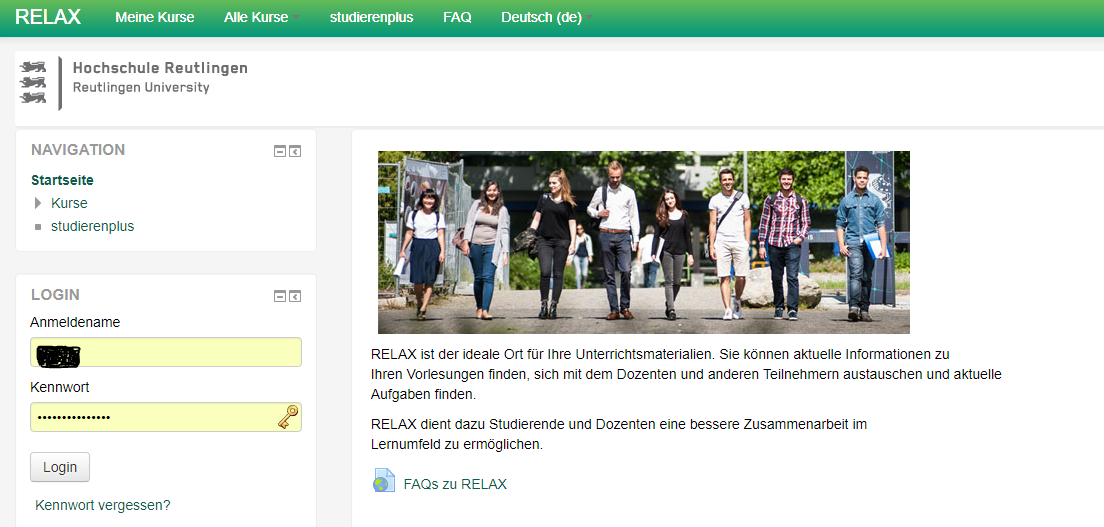 RELAX Meine Kurse Alle Kurse studierenplus FAQ Deutsch (de)
Hochschule Reutlingen
Reutlingen University
NAVIGATION
Startseite
Kurse
studierenplus
LOGIN
Anmeldename
Kennwort
•••••••••••••••
Login
Kennwort vergessen?
RELAX ist der ideale Ort für Ihre Unterrichtsmaterialien. Sie können aktuelle Informationen zu
Ihren Vorlesungen finden, sich mit dem Dozenten und anderen Teilnehmern austauschen und aktuelle
Aufgaben finden.
RELAX dient dazu Studierende und Dozenten eine bessere Zusammenarbeit im
Lernumfeld zu ermöglichen.
FAQs zu RELAX